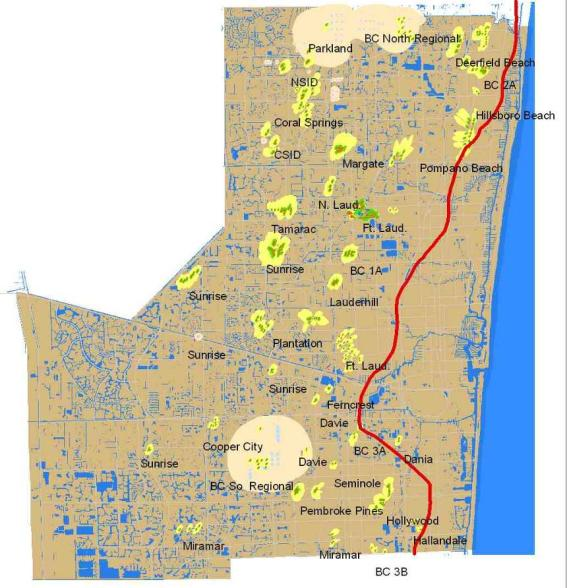 BC North Regional
Parkland
Deerfield Beach
NSID
BC 2A
Hillsboro Beach
Coral Springs
CSID
Margate
Pompano Beach
N. Laud.
Tamarac
Ft. Laud.
Sunrise
BC 1A
Sunrise
Lauderhill
Plantation
Sunrise
Ft. Laud.
Sunrise
Ferncrest
Davie
Cooper City
BC 3A
Sunrise
Davie
Dania
BC So. Regional
Seminole
Pembroke Pines
Hollywood
Hallandale
Miramar
Miramar
BC 3B